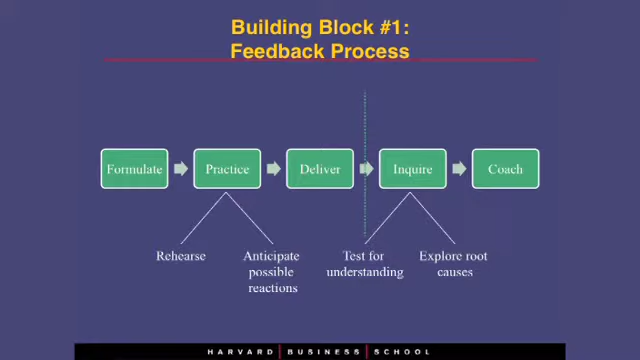 Building Block #1:
Feedback Process
Formulate
Practice
Deliver
Inquire
Coach
Rehearse
Anticipate
possible
reactions
Test for
understanding
Explore root
causes
HARVARD BUSINESS SCHOOL